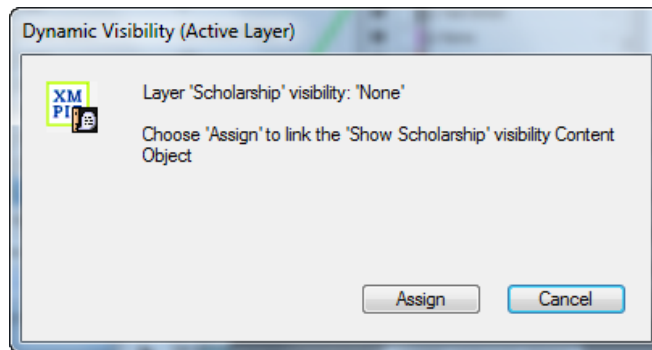 Dynamic Visibility (Active Layer)
XM
PI
Layer 'Scholarship' visibility: 'None'
Choose 'Assign' to link the 'Show Scholarship' visibility Content
Object
Assign
Cancel